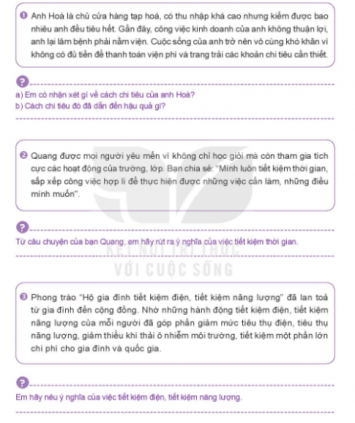 1 Anh Hoà là chủ cửa hàng tạp hoá, có thu nhập khá cao nhưng kiếm được bao
nhiêu anh đều tiêu hết. Gần đây, công việc kinh doanh của anh không thuận lợi,
anh lại lâm bệnh phải nằm viện. Cuộc sống của anh trở nên vô cùng khó khăn vì
không có đủ tiền để thanh toán viện phí và trang trải các khoản chi tiêu cần thiết.
?
a) Em có nhận xét gì về cách chi tiêu của anh Hoà?
b) Cách chi tiêu đó đã dẫn đến hậu quả gì?
2 Quang được mọi người yêu mến vì không chỉ học giỏi mà còn tham gia tích
cực các hoạt động của trường, lớp. Bạn chia sẻ: "Mình luôn tiết kiệm thời gian,
sắp xếp công việc hợp lí để thực hiện được những việc cần làm, những điều
mình muốn".
?
Từ câu chuyện của bạn Quang, em hãy rút ra ý nghĩa của việc tiết kiệm thời gian.
KẾT NỐI TRI THỨC
VỚI CUỘC SỐNG
3 Phong trào "Hộ gia đình tiết kiệm điện, tiết kiệm năng lượng" đã lan toả
từ gia đình đến cộng đồng. Nhờ những hành động tiết kiệm điện, tiết kiệm
năng lượng của mỗi người đã góp phần giảm mức tiêu thụ điện, tiêu thụ
năng lượng, giảm thiểu khí thải ô nhiễm môi trường, tiết kiệm một phần lớn
chi phí cho gia đình và quốc gia.
?
Em hãy nêu ý nghĩa của việc tiết kiệm điện, tiết kiệm năng lượng.